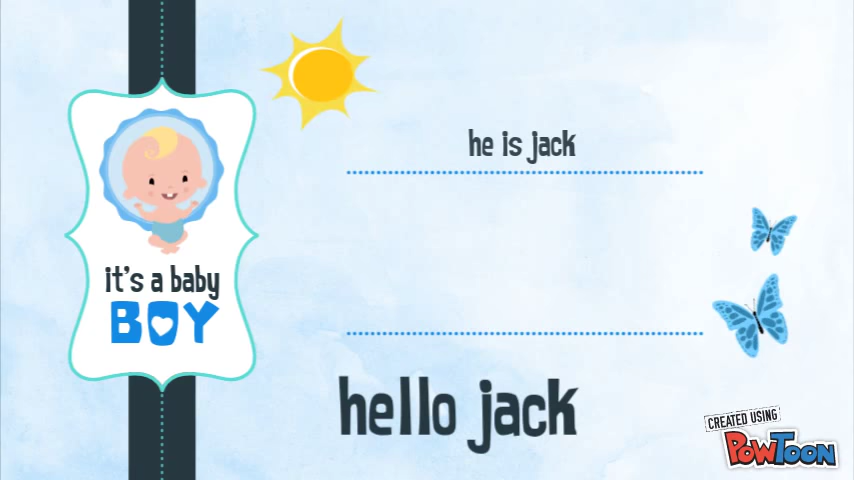 he is jack
it's a baby
BOY
hello jack
CREATED USING
POWTOON